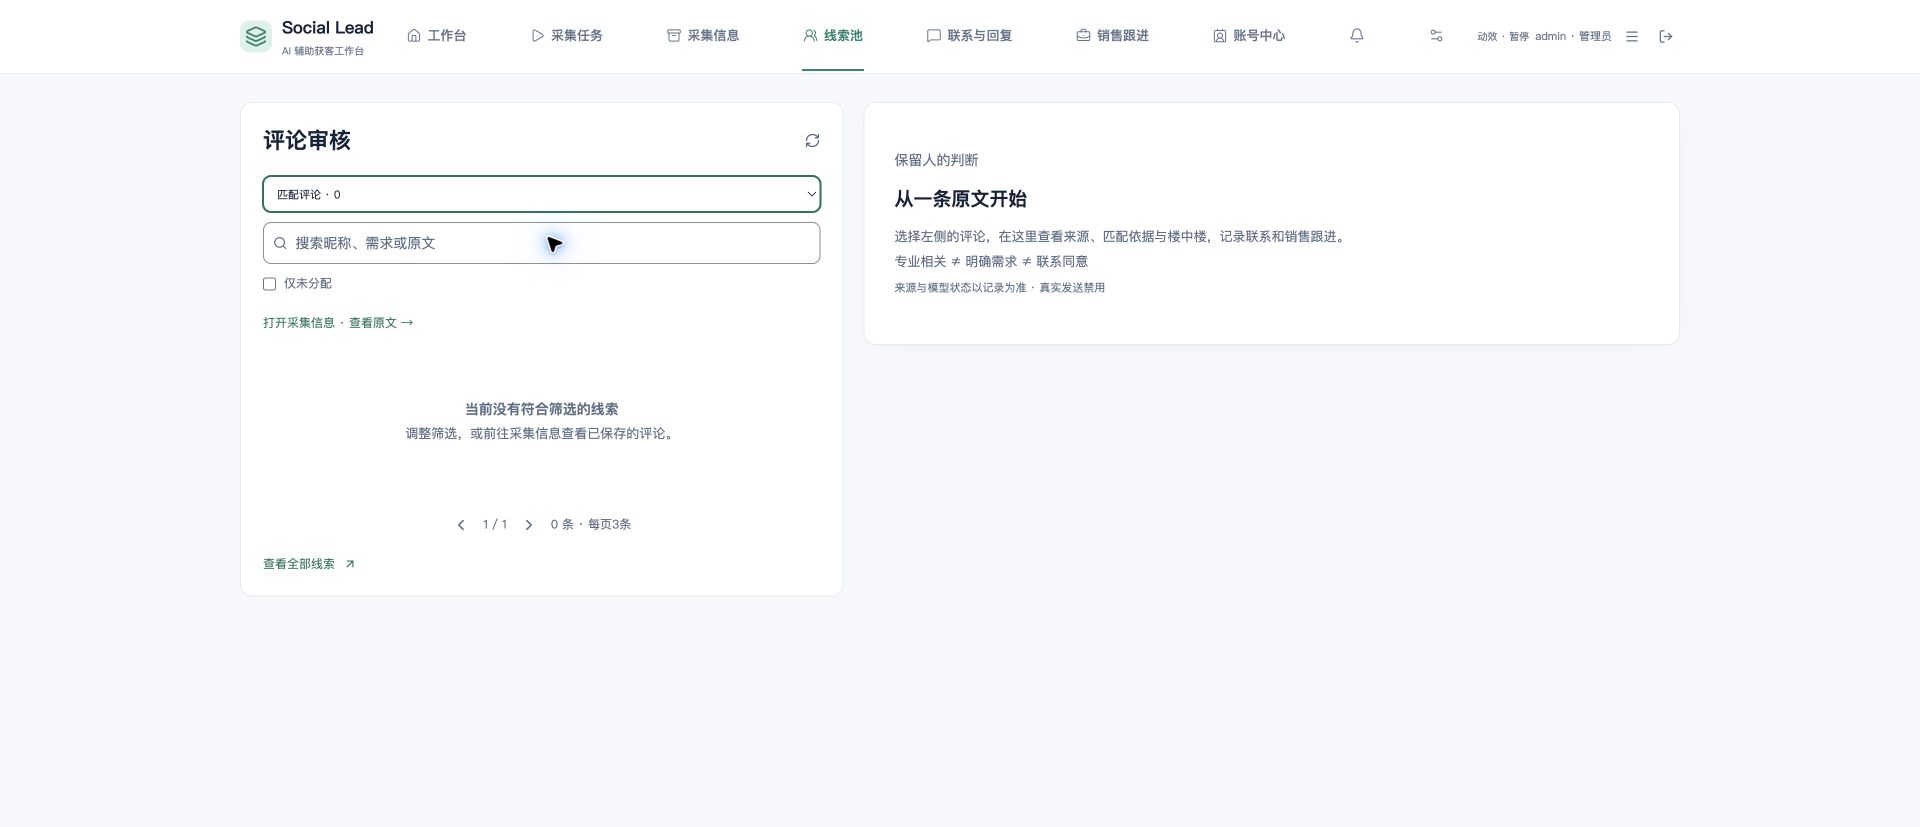 Social Lead
AI 辅助获客工作台
工作台
采集任务
采集信息
线索池
联系与回复
销售跟进
账号中心
动效 · 暂停
admin · 管理员
评论审核
匹配评论 · 0
搜索昵称、需求或原文
仅未分配
打开采集信息 · 查看原文 →
当前没有符合筛选的线索
调整筛选，或前往采集信息查看已保存的评论。
1 / 1
0 条 · 每页3条
查看全部线索
保留人的判断
从一条原文开始
选择左侧的评论，在这里查看来源、匹配依据与楼中楼，记录联系和销售跟进。
专业相关 ≠ 明确需求 ≠ 联系同意
来源与模型状态以记录为准 · 真实发送禁用